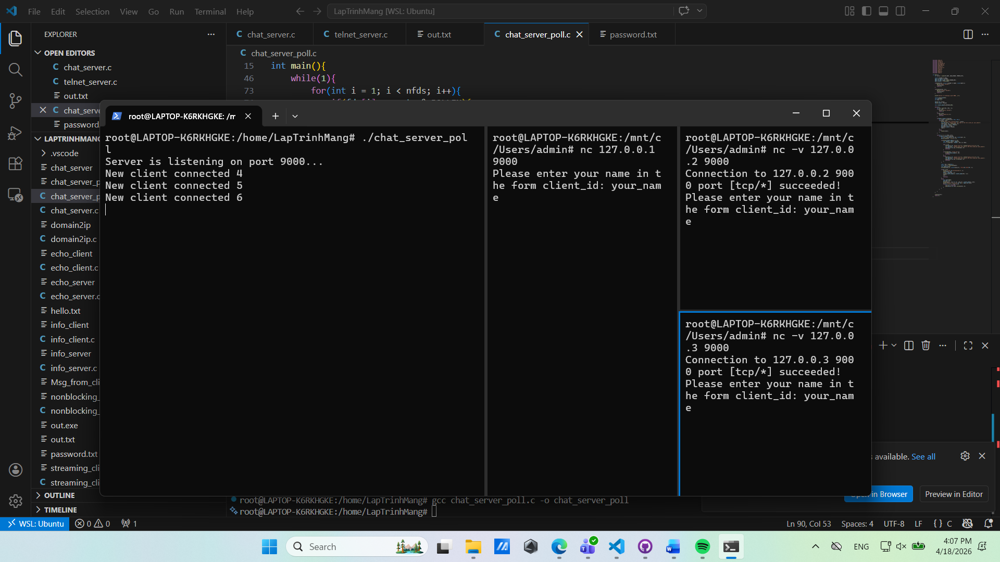 File Edit Selection View Go Run Terminal Help
LapTrinhMang [WSL: Ubuntu]
EXPLORER
OPEN EDITORS
C chat_server.c
C telnet_server.c
out.txt
C chat_serve
password.
LAPTRINHMANG
.vscode
chat_server
chat_server_p
C chat_server_p
C chat_server.c
domain2ip
C domain2ip.c
echo_client
C echo_client.c
echo_server
C echo_server.c
hello.txt
info_client
C info_client.c
info_server
C info_server.c
Msg_from_cli
nonblocking_
C nonblocking_
out.exe
out.txt
password.txt
streaming_cli
C streaming_cli
OUTLINE
TIMELINE
C chat_server.c
C telnet_server.c
out.txt
C chat_server_poll.c
password.txt
C chat_server_poll.c
15 int main(){
46 while(1){
73 for(int i = 1; i < nfds; i++){
root@LAPTOP-K6RKHGKE: /m
root@LAPTOP-K6RKHGKE:/home/LapTrinhMang# ./chat_server_pol
l
Server is listening on port 9000...
New client connected 4
New client connected 5
New client connected 6
root@LAPTOP-K6RKHGKE:/mnt/c
/Users/admin# nc 127.0.0.1
9000
Please enter your name in t
he form client_id: your_nam
e
root@LAPTOP-K6RKHGKE:/mnt/c
/Users/admin# nc -v 127.0.0
.2 9000
Connection to 127.0.0.2 900
0 port [tcp/*] succeeded!
Please enter your name in t
he form client_id: your_nam
e
root@LAPTOP-K6RKHGKE:/mnt/c
/Users/admin# nc -v 127.0.0
.3 9000
Connection to 127.0.0.3 900
0 port [tcp/*] succeeded!
Please enter your name in t
he form client_id: your_nam
e
available. See all
in Browser
Preview in Editor
root@LAPTOP-K6RKHGKE:/home/LapTrinhMang# gcc chat_server_poll.c -o chat_server_poll
root@LAPTOP-K6RKHGKE:/home/LapTrinhMang#
WSL: Ubuntu 0 0 1
Ln 90, Col 53 Spaces: 4 UTF-8 LF {} C
Search
ENG
4:07 PM
4/18/2026